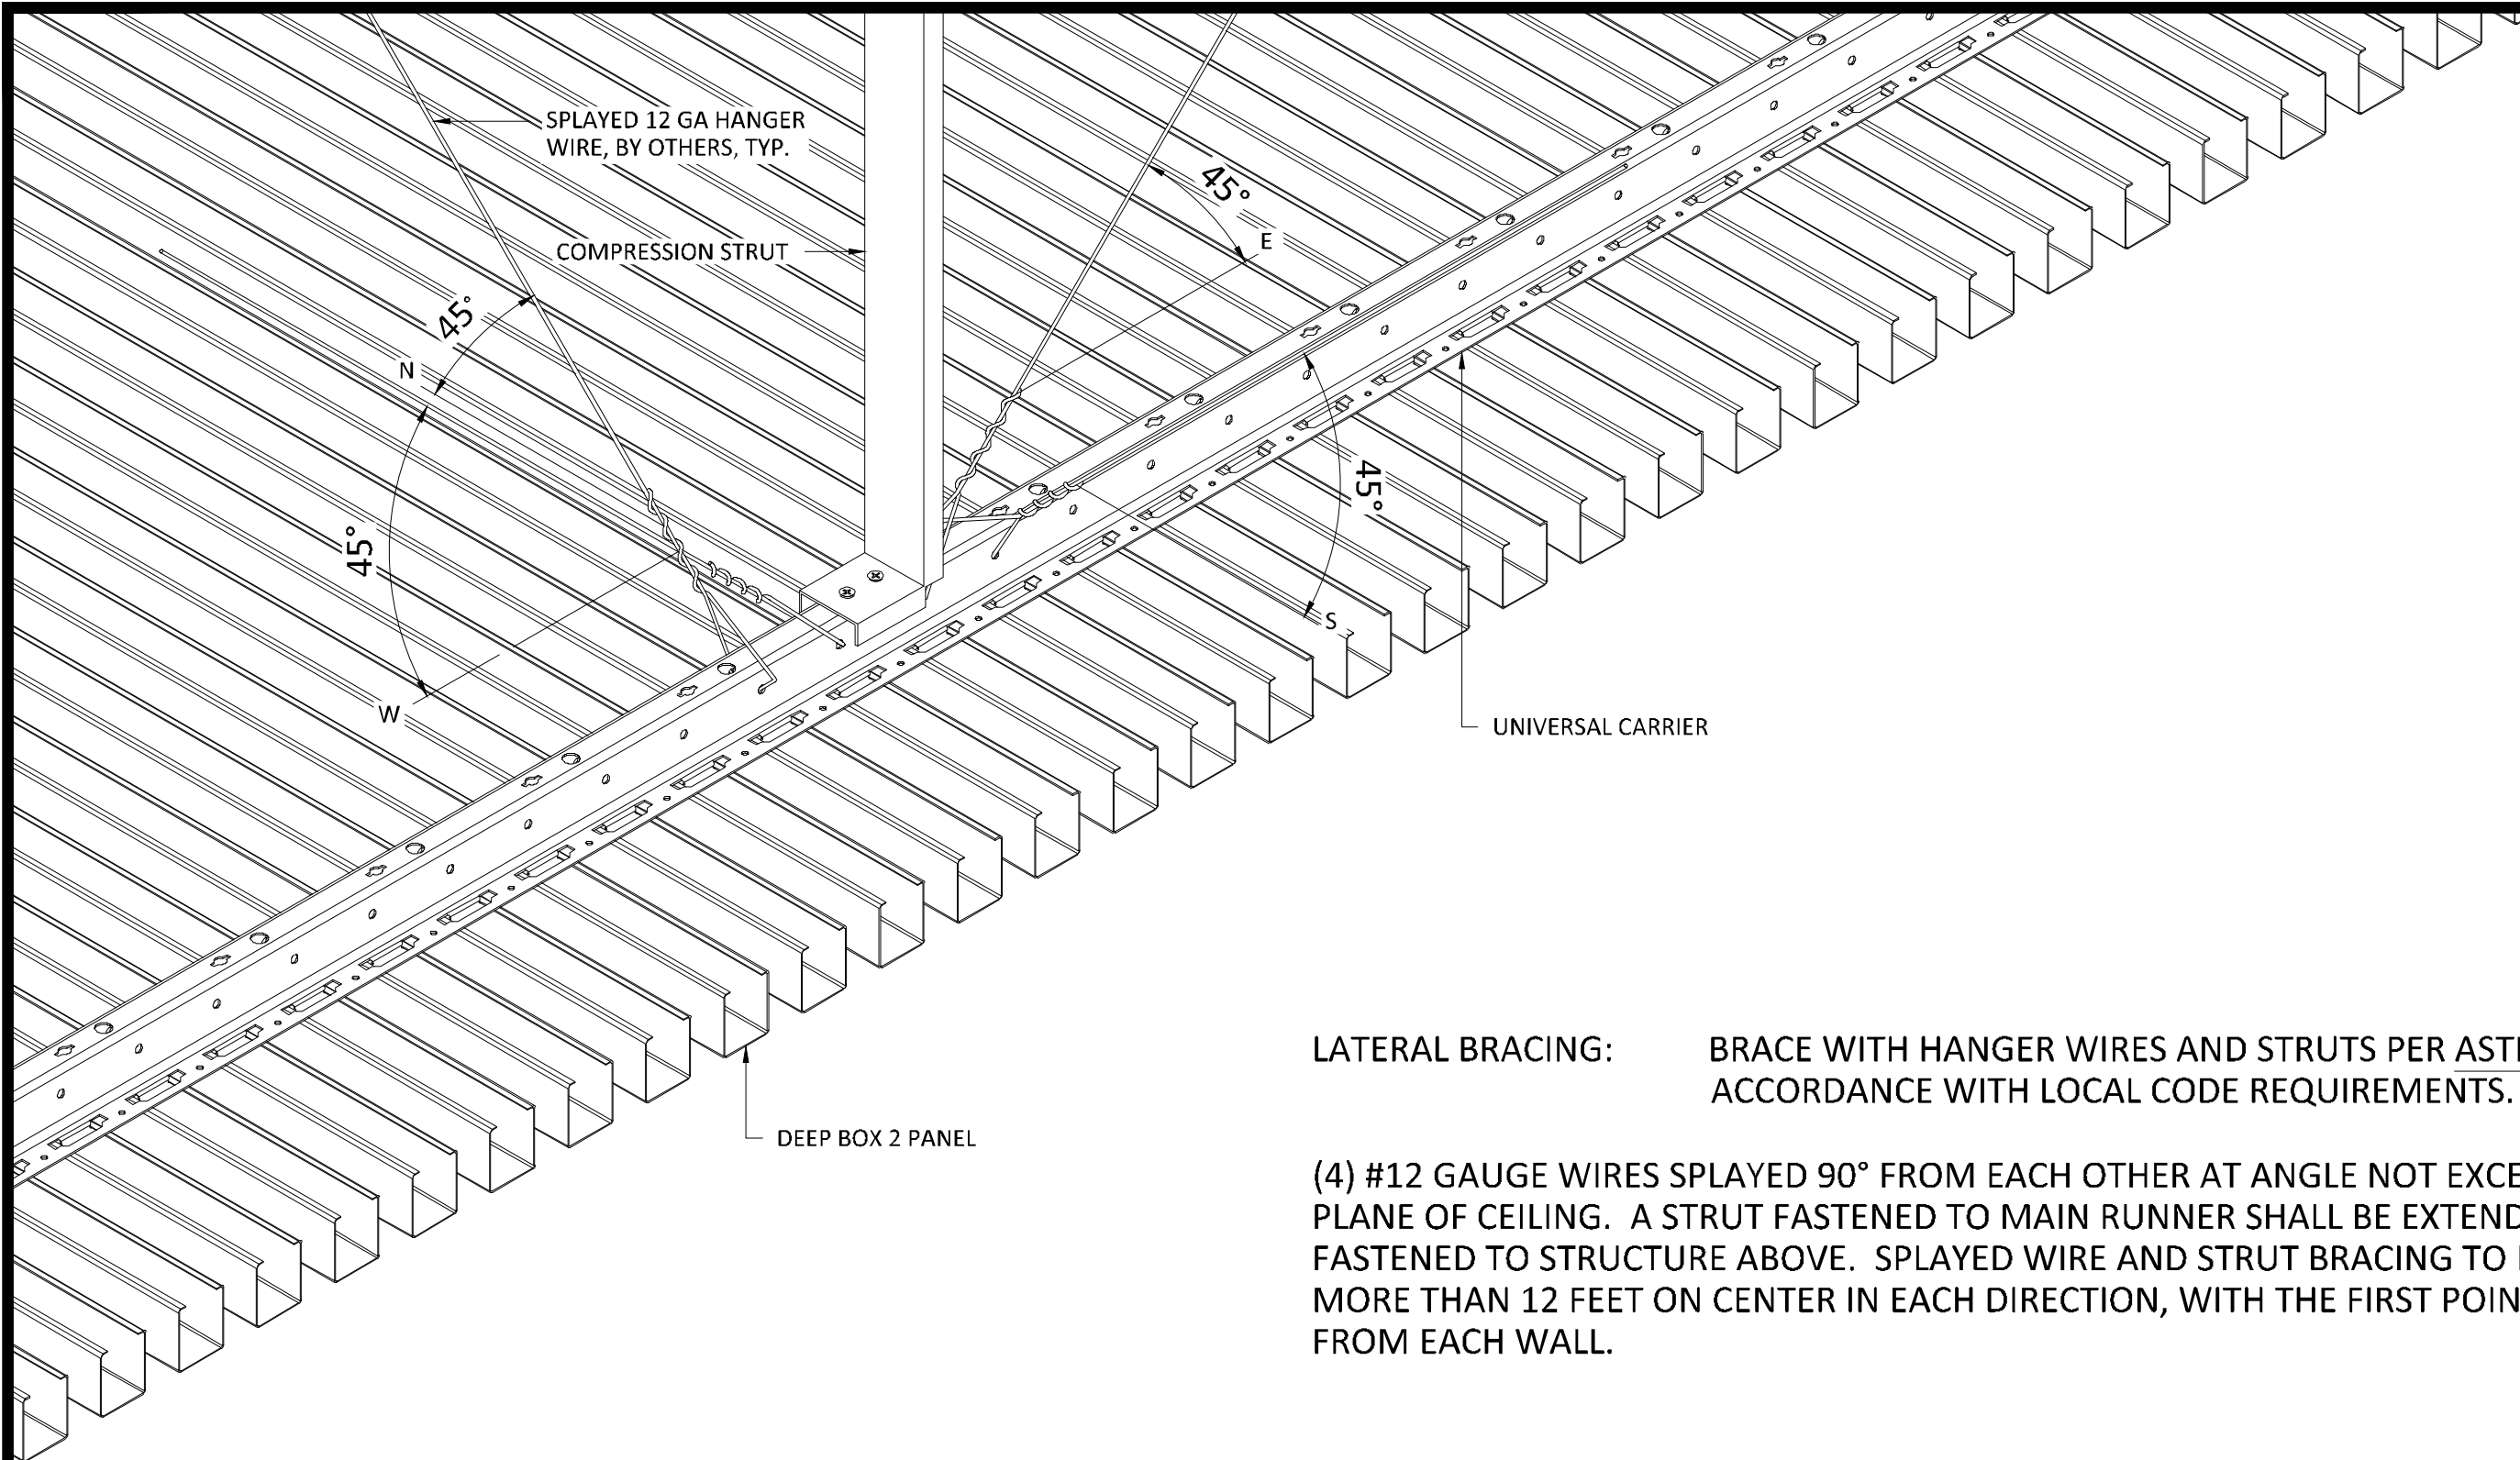 SPLAYED 12 GA HANGER
WIRE, BY OTHERS, TYP.
45°
E
COMPRESSION STRUT
45°
N
45°
45°
S
W
UNIVERSAL CARRIER
DEEP BOX 2 PANEL
LATERAL BRACING: BRACE WITH HANGER WIRES AND STRUTS PER
ACCORDANCE WITH LOCAL CODE REQUIREMENTS.
(4) #12 GAUGE WIRES SPLAYED 90° FROM EACH OTHER AT ANGLE NOT
PLANE OF CEILING. A STRUT FASTENED TO MAIN RUNNER SHALL BE
FASTENED TO STRUCTURE ABOVE. SPLAYED WIRE AND STRUT BRACING TO
MORE THAN 12 FEET ON CENTER IN EACH DIRECTION, WITH THE FIRST
FROM EACH WALL.